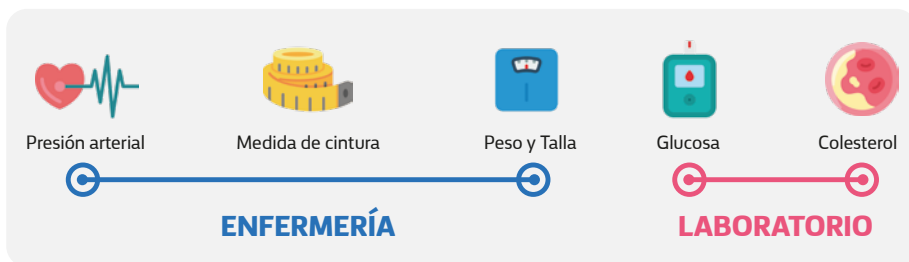 Presión arterial
Medida de cintura
Peso y Talla
Glucosa
Colesterol
ENFERMERÍA
LABORATORIO